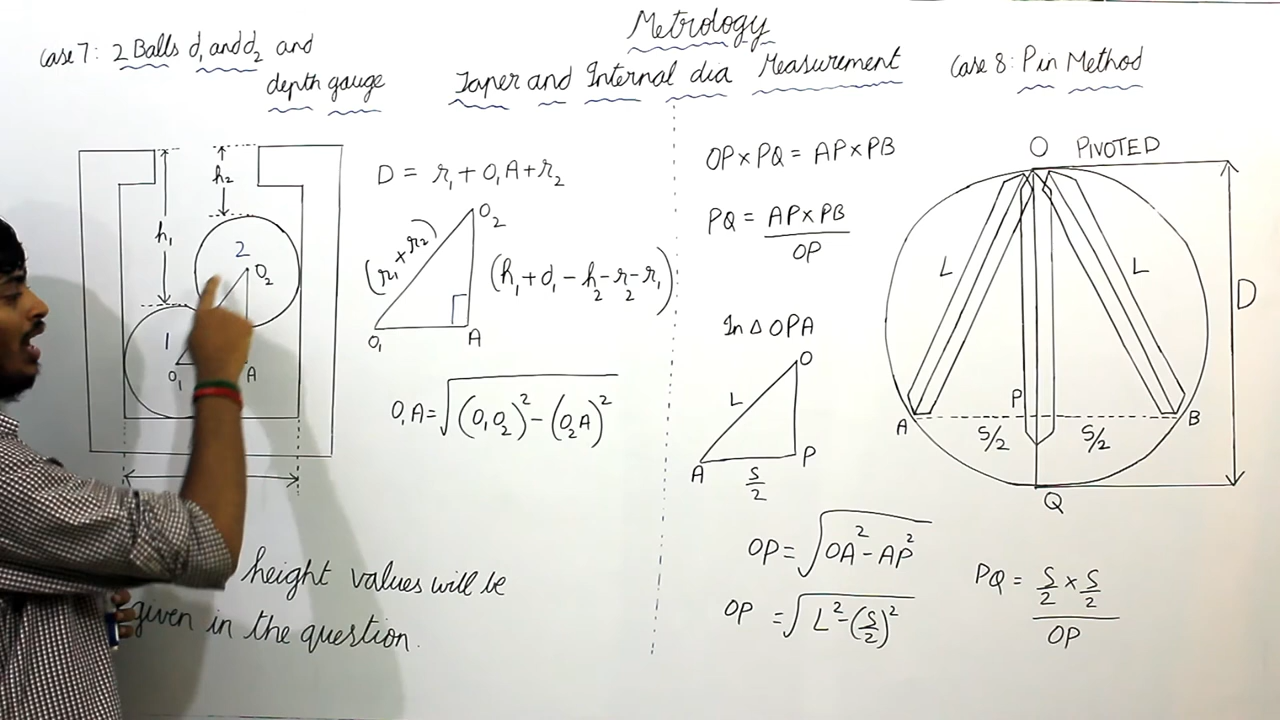 Metrology
Case 7: 2 Balls d₁ and d₂ and
depth gauge
Taper and Internal dia Measurement
Case 8: Pin Method
h₁
h₂
2
O₂
1
O₁
A
D = r₁ + O₁A + r₂
O₂
(r₁ + r₂)
(h₁ + d₁ - h₂ - r₂ - r₁)
O₁
A
O₁A = √((O₁O₂)² - (O₂A)²)
height values will be
given in the question.
OP × PQ = AP × PB
PQ = AP × PB / OP
In △ OPA
O
L
A
P
S/2
OP = √(OA² - AP²)
OP = √(L² - (S/2)²)
O PIVOTED
L
L
D
P
A
B
S/2
S/2
Q
PQ = S/2 × S/2 / OP